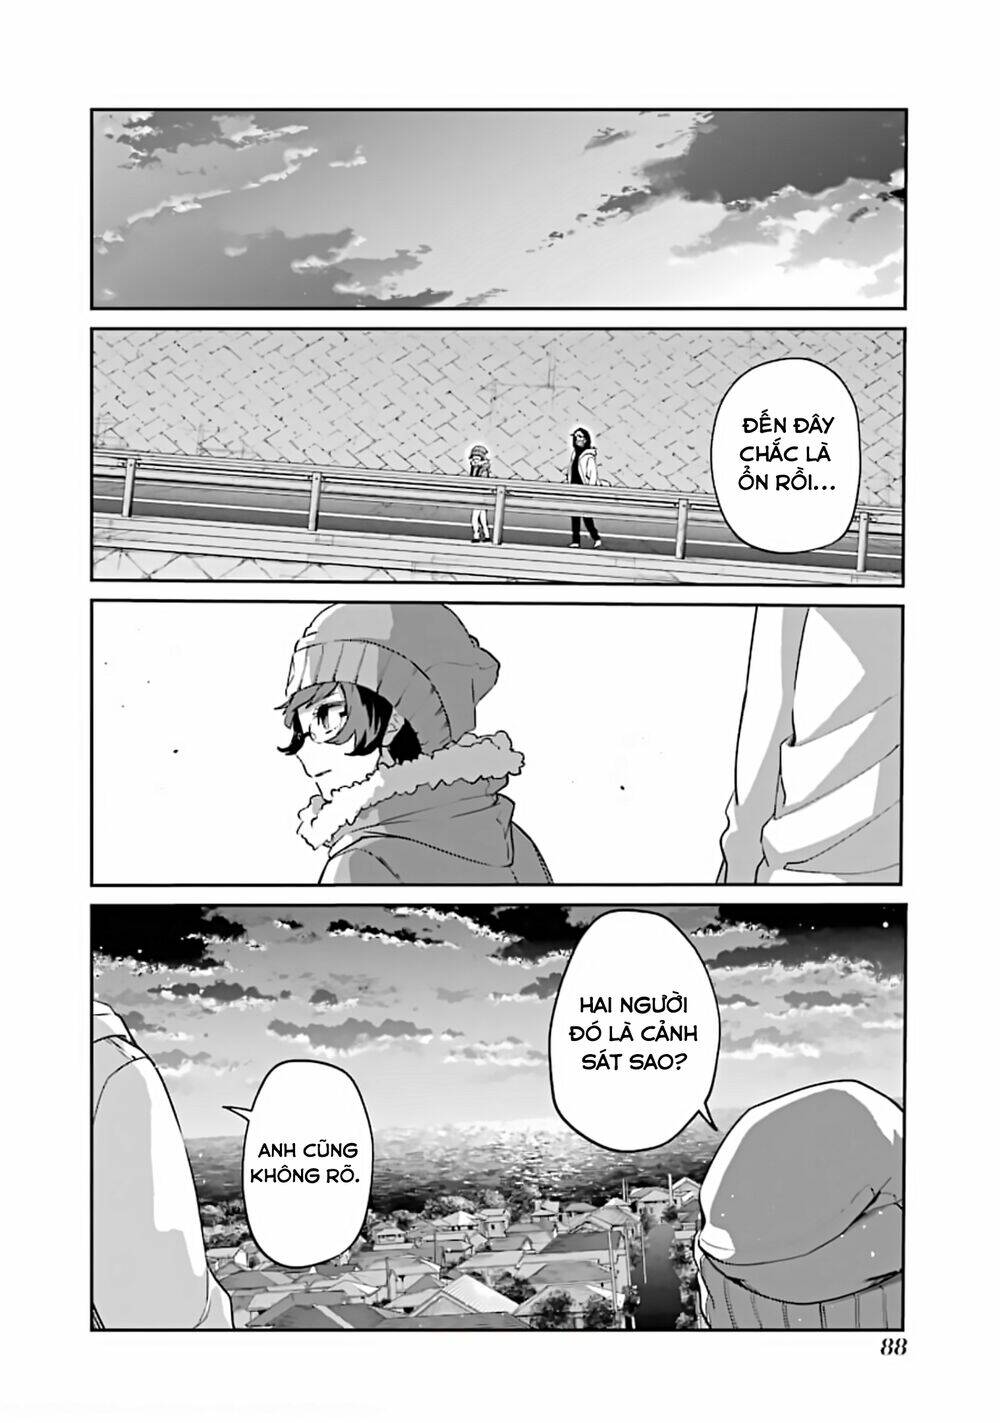 ĐẾN ĐÂY
CHẮC LÀ
ỔN RỒI...
HAI NGƯỜI
ĐÓ LÀ CẢNH
SÁT SAO?
ANH CŨNG
KHÔNG RÕ.
88